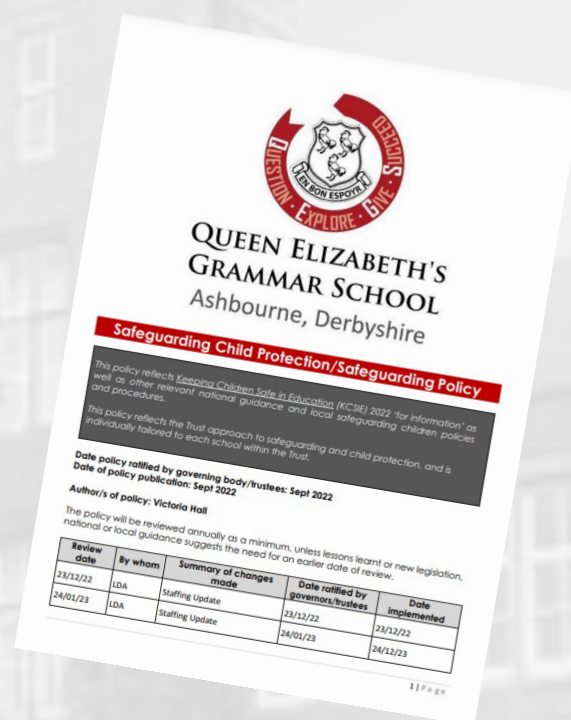 QUESTION · EXPLORE · GIVE · SUCCEED
EN BON ESPOYR
QUEEN ELIZABETH'S
GRAMMAR SCHOOL
Ashbourne, Derbyshire
Safeguarding Child Protection/Safeguarding Policy
This policy reflects Keeping Children Safe in Education (KCSIE) 2022 'for information' as
well as other relevant national guidance and local safeguarding children policies
and procedures.
This policy reflects the Trust approach to safeguarding and child protection, and is
individually tailored to each school within the Trust.
Date policy ratified by governing body/trustees: Sept 2022
Date of policy publication: Sept 2022
Author/s of policy: Victoria Hall
The policy will be reviewed annually as a minimum, unless lessons learnt or new legislation,
national or local guidance suggests the need for an earlier date of review.
Review date | By whom | Summary of changes made | Date ratified by governors/trustees | Date implemented
23/12/22 | LDA | Staffing Update | 23/12/22 | 23/12/22
24/01/23 | LDA | Staffing Update | 24/01/23 | 24/12/23
1 | Page